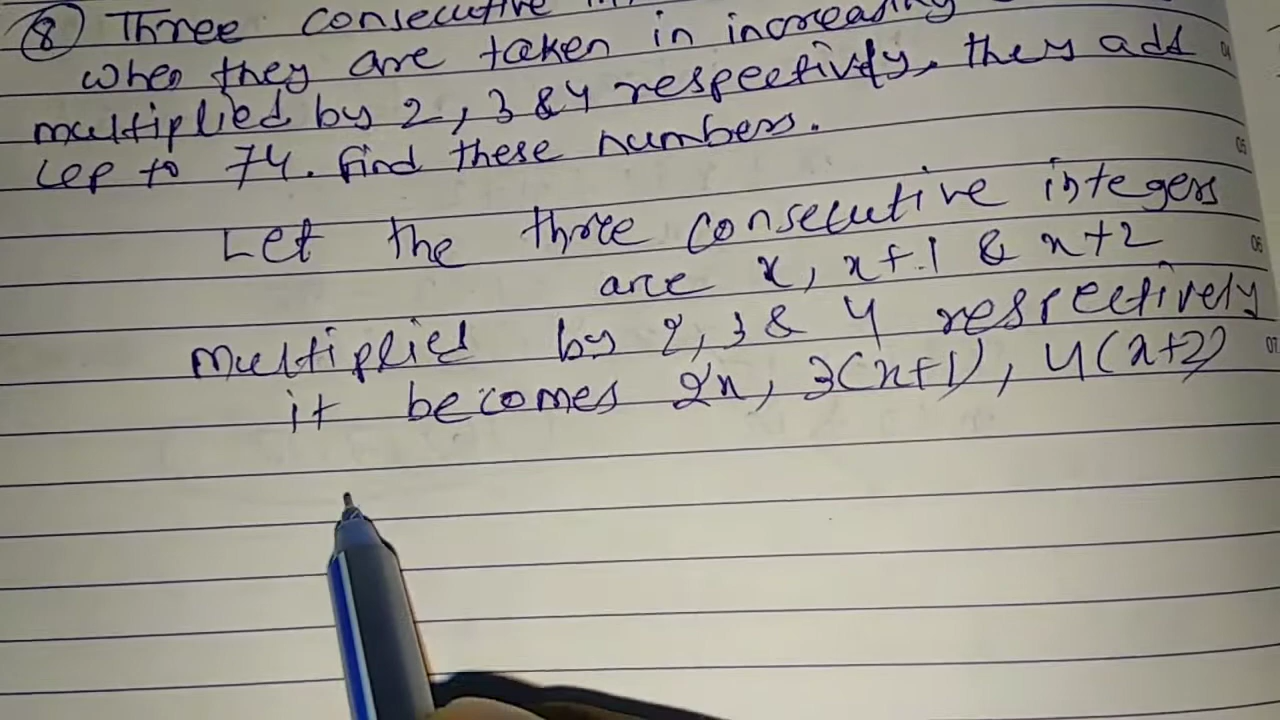 (8) Three consecutive
when they are taken in increasing
multiplied by 2, 3 & 4 respectively, they add
up to 74. Find these numbers.
Let the three consecutive integers
are x, x+1 & x+2
multiplied by 2, 3 & 4 respectively
it becomes 2x, 3(x+1), 4(x+2)